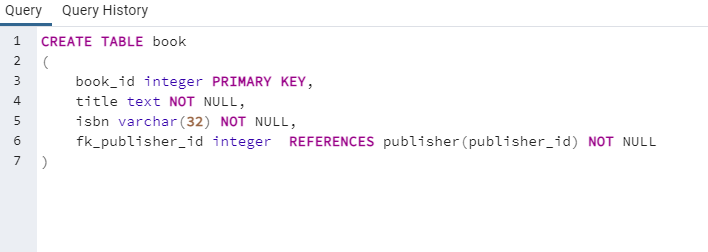 Query Query History
1 CREATE TABLE book
2 (
3 book_id integer PRIMARY KEY,
4 title text NOT NULL,
5 isbn varchar(32) NOT NULL,
6 fk_publisher_id integer  REFERENCES publisher(publisher_id) NOT NULL
7 )